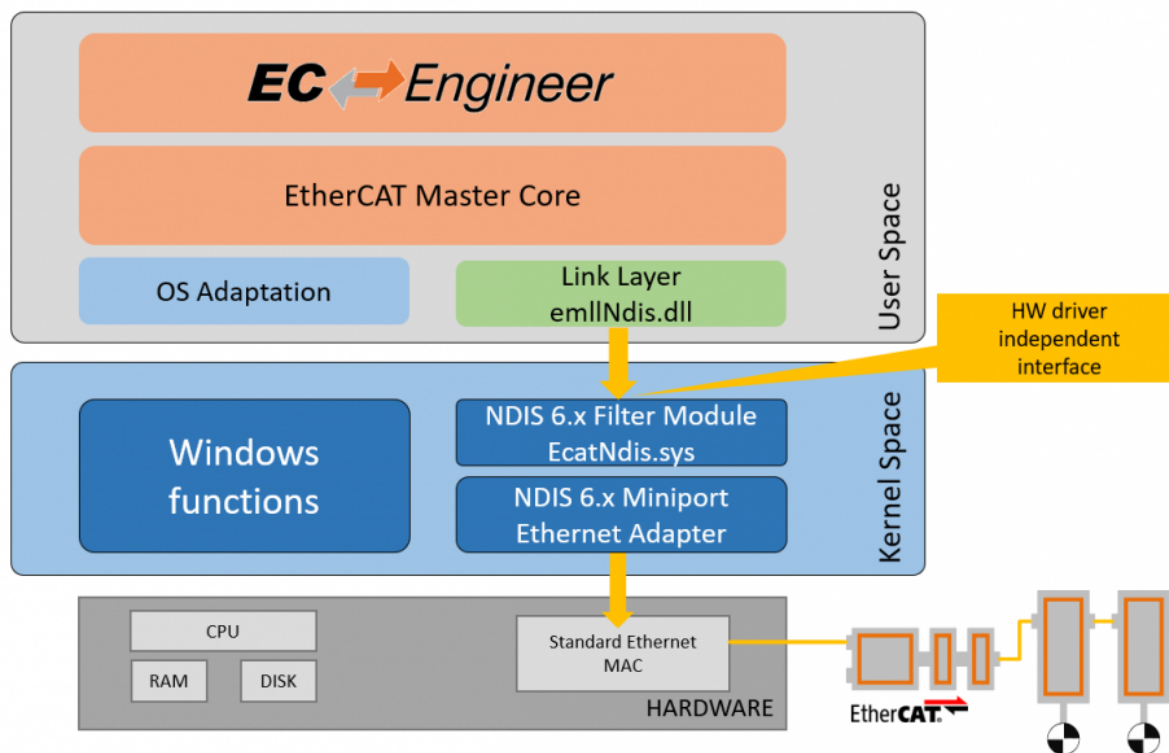 EC Engineer
EtherCAT Master Core
OS Adaptation
Link Layer
emllNdis.dll
User Space
HW driver
independent
interface
Windows
functions
NDIS 6.x Filter Module
EcatNdis.sys
NDIS 6.x Miniport
Ethernet Adapter
Kernel Space
CPU
RAM
DISK
Standard Ethernet
MAC
HARDWARE
EtherCAT®